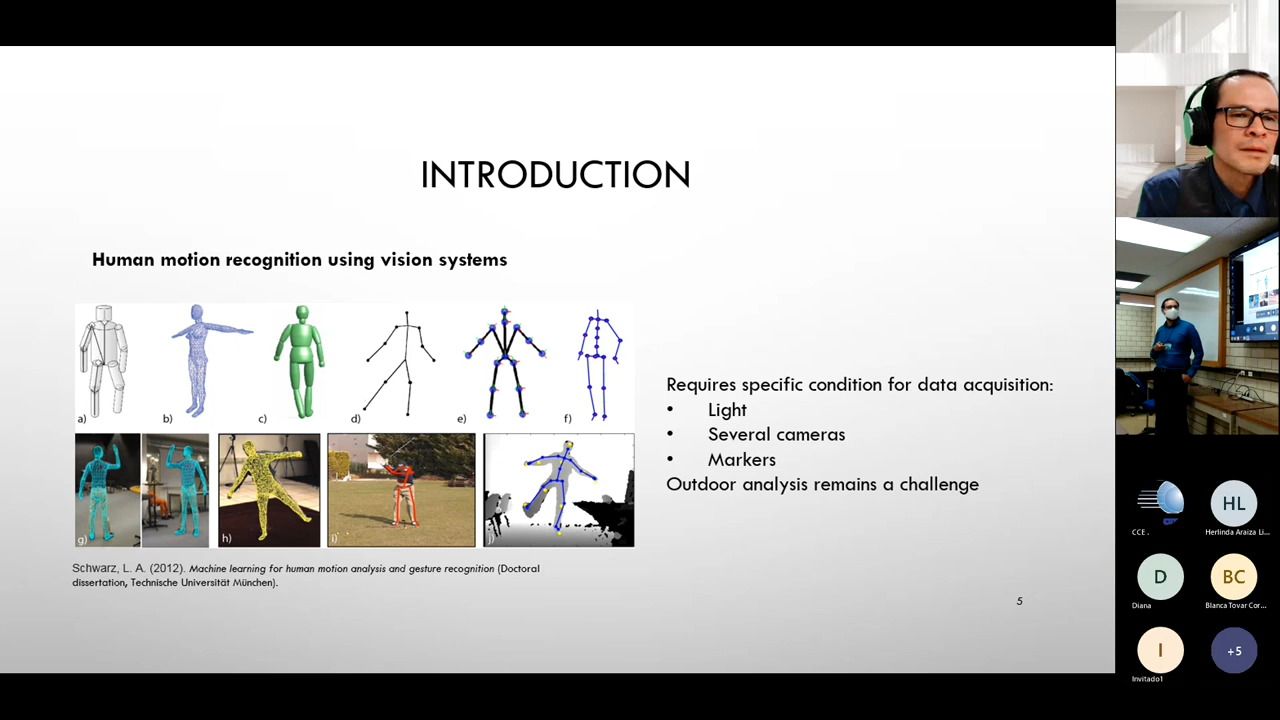 INTRODUCTION
Human motion recognition using vision systems
a)
b)
c)
d)
e)
f)
g)
h)
i)
Requires specific condition for data acquisition:
• Light
• Several cameras
• Markers
Outdoor analysis remains a challenge
Schwarz, L. A. (2012). Machine learning for human motion analysis and gesture recognition (Doctoral
dissertation, Technische Universität München).
5
CCE .
HL
Herlinda Araiza Li...
D
Diana
BC
Blanca Tovar Cor...
I
Invitado1
+5